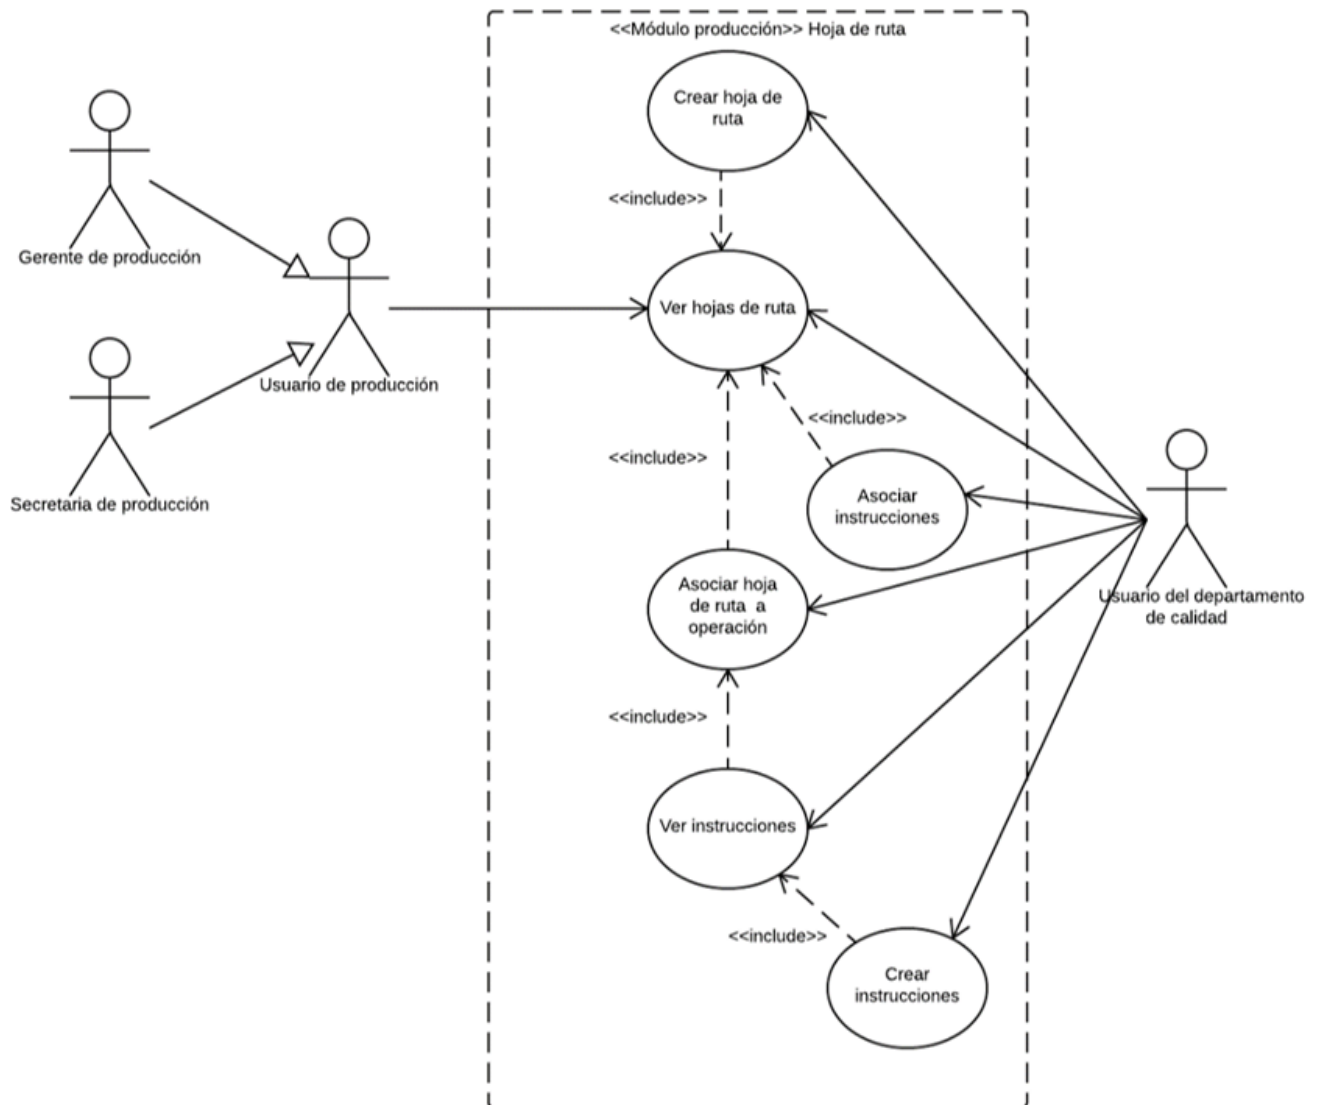 <<Módulo producción>> Hoja de ruta
Crear hoja de
ruta
<<include>>
Gerente de producción
Ver hojas de ruta
Usuario de producción
<<include>>
<<include>>
Secretaria de producción
Asociar
instrucciones
Asociar hoja
de ruta a
operación
Usuario del departamento
de calidad
<<include>>
Ver instrucciones
<<include>>
Crear
instrucciones